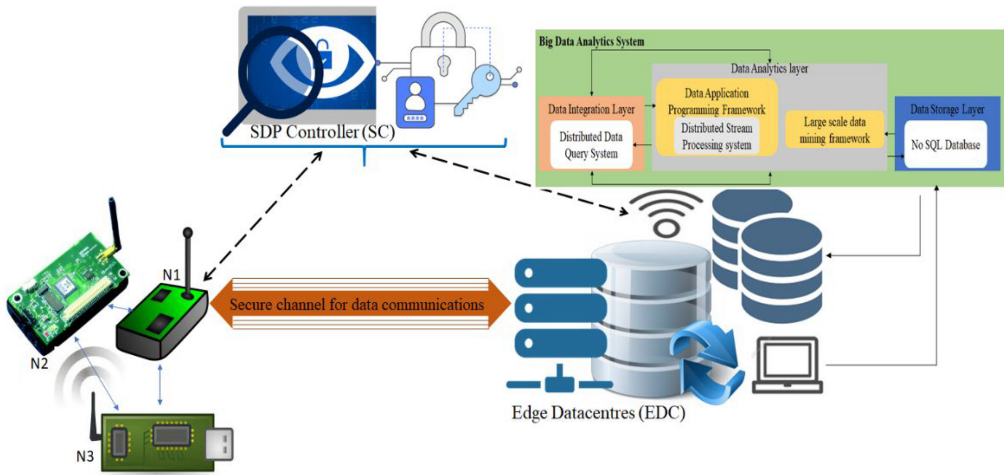 Big Data Analytics System
Data Analytics layer
Data Integration Layer
Distributed Data
Query System
Data Application
Programming Framework
Distributed Stream
Processing system
Large scale data
mining framework
Data Storage Layer
No SQL Database
SDP Controller (SC)
N1
N2
N3
Secure channel for data communications
Edge Datacentres (EDC)